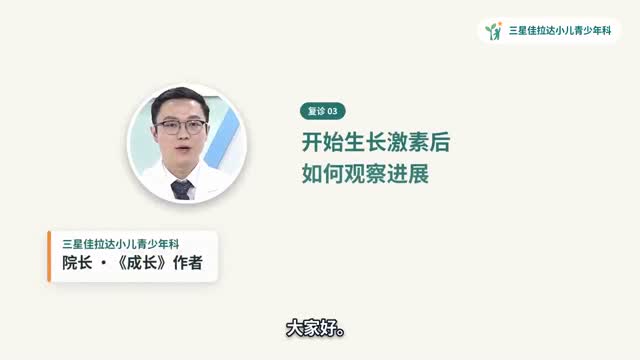 三星佳拉达小儿青少年科
复诊 03
开始生长激素后
如何观察进展
三星佳拉达小儿青少年科
院长 · 《成长》作者
大家好。